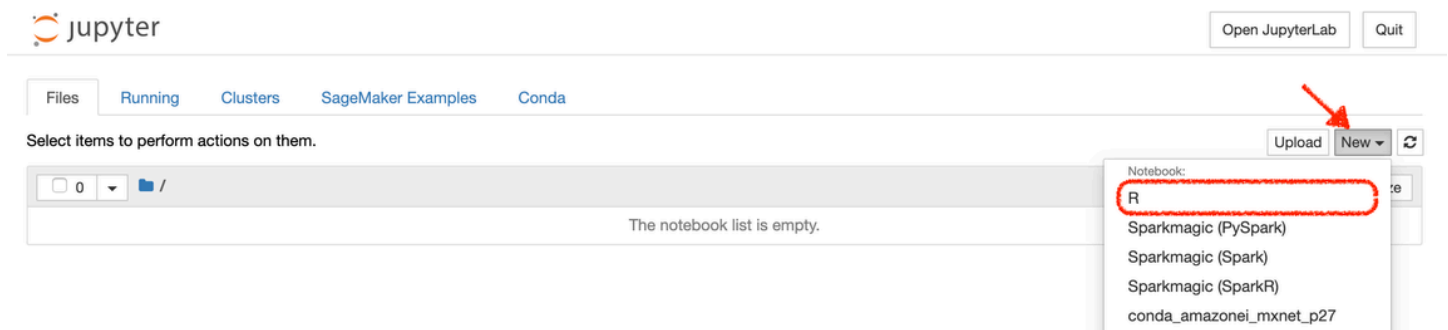 jupyter
Open JupyterLab Quit
Files Running Clusters SageMaker Examples Conda
Select items to perform actions on them.
Upload New
0 /
Notebook:
ze
R
The notebook list is empty.
Sparkmagic (PySpark)
Sparkmagic (Spark)
Sparkmagic (SparkR)
conda_amazonei_mxnet_p27